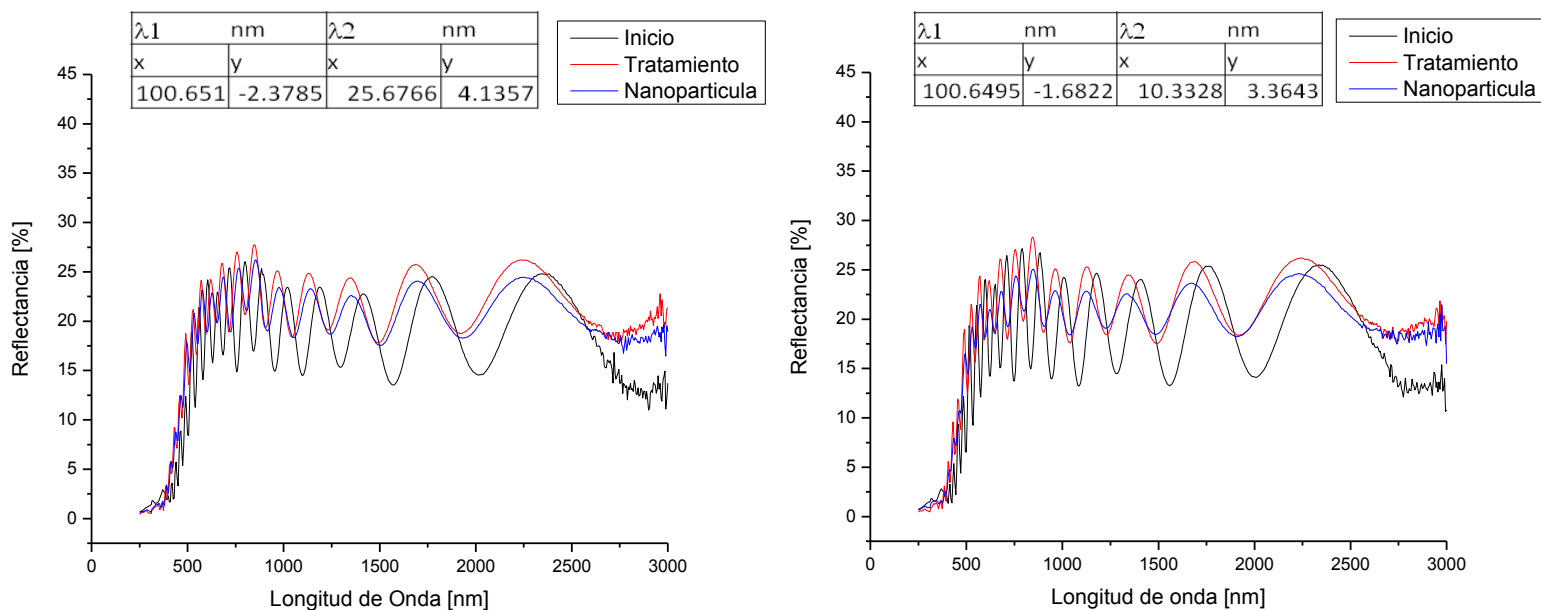 λ1 nm λ2 nm
x y x y
100.651 -2.3785 25.6766 4.1357
Inicio
Tratamiento
Nanoparticula
45
40
35
30
25
20
15
10
5
0
Reflectancia [%]
0 500 1000 1500 2000 2500 3000
Longitud de Onda [nm]
λ1 nm λ2 nm
x y x y
100.6495 -1.6822 10.3328 3.3643
Inicio
Tratamiento
Nanoparticula
45
40
35
30
25
20
15
10
5
0
Reflectancia [%]
0 500 1000 1500 2000 2500 3000
Longitud de onda [nm]